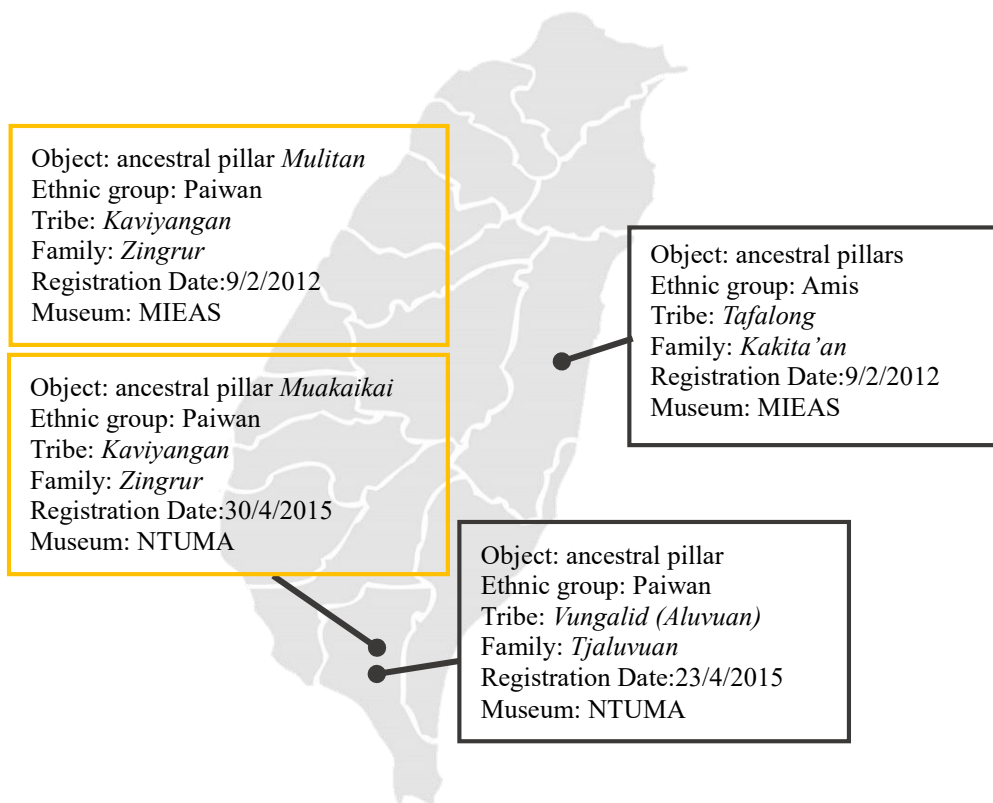 Object: ancestral pillar Mulitan
Ethnic group: Paiwan
Tribe: Kaviyangan
Family: Zingrur
Registration Date:9/2/2012
Museum: MIEAS
Object: ancestral pillar Muakaikai
Ethnic group: Paiwan
Tribe: Kaviyangan
Family: Zingrur
Registration Date:30/4/2015
Museum: NTUMA
Object: ancestral pillars
Ethnic group: Amis
Tribe: Tafalong
Family: Kakita’an
Registration Date:9/2/2012
Museum: MIEAS
Object: ancestral pillar
Ethnic group: Paiwan
Tribe: Vungalid (Aluvuan)
Family: Tjaluvuan
Registration Date:23/4/2015
Museum: NTUMA